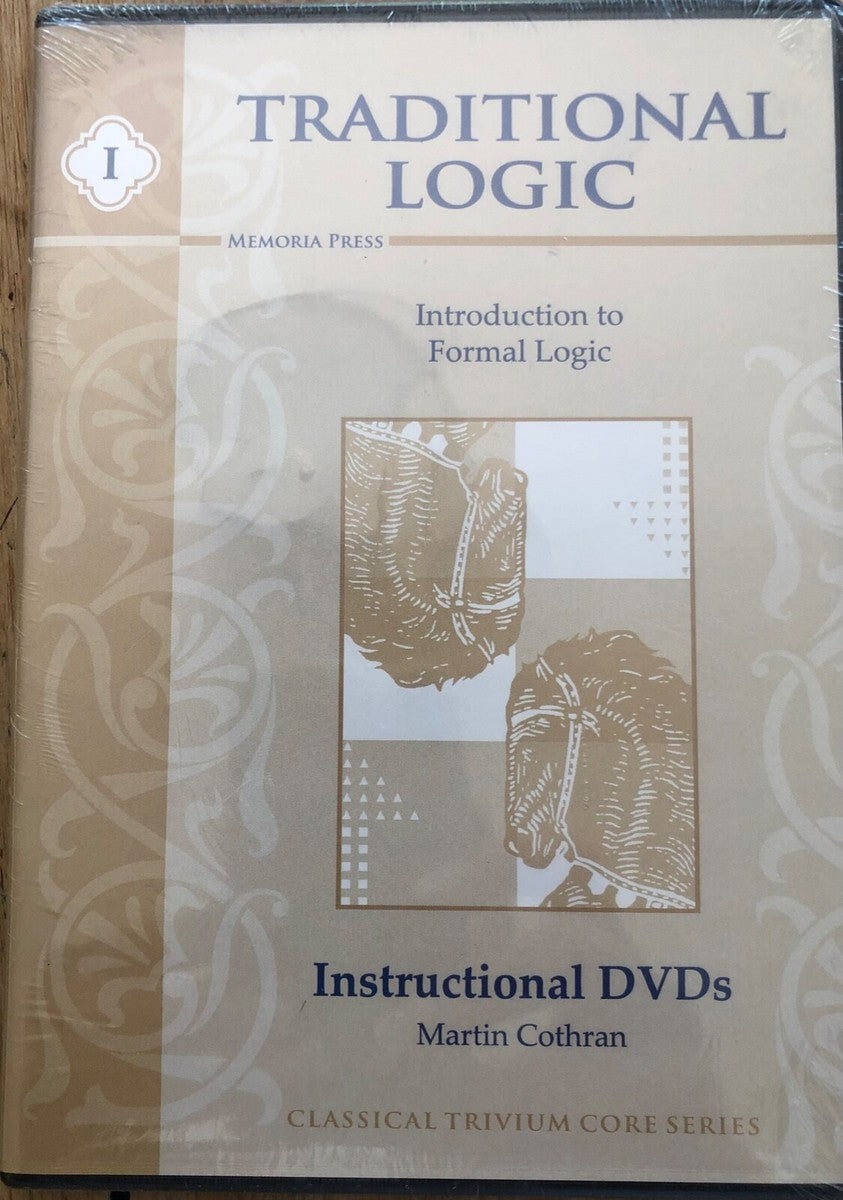 I
TRADITIONAL
LOGIC
MEMORIA PRESS
Introduction to
Formal Logic
Instructional DVDs
Martin Cothran
CLASSICAL TRIVIUM CORE SERIES